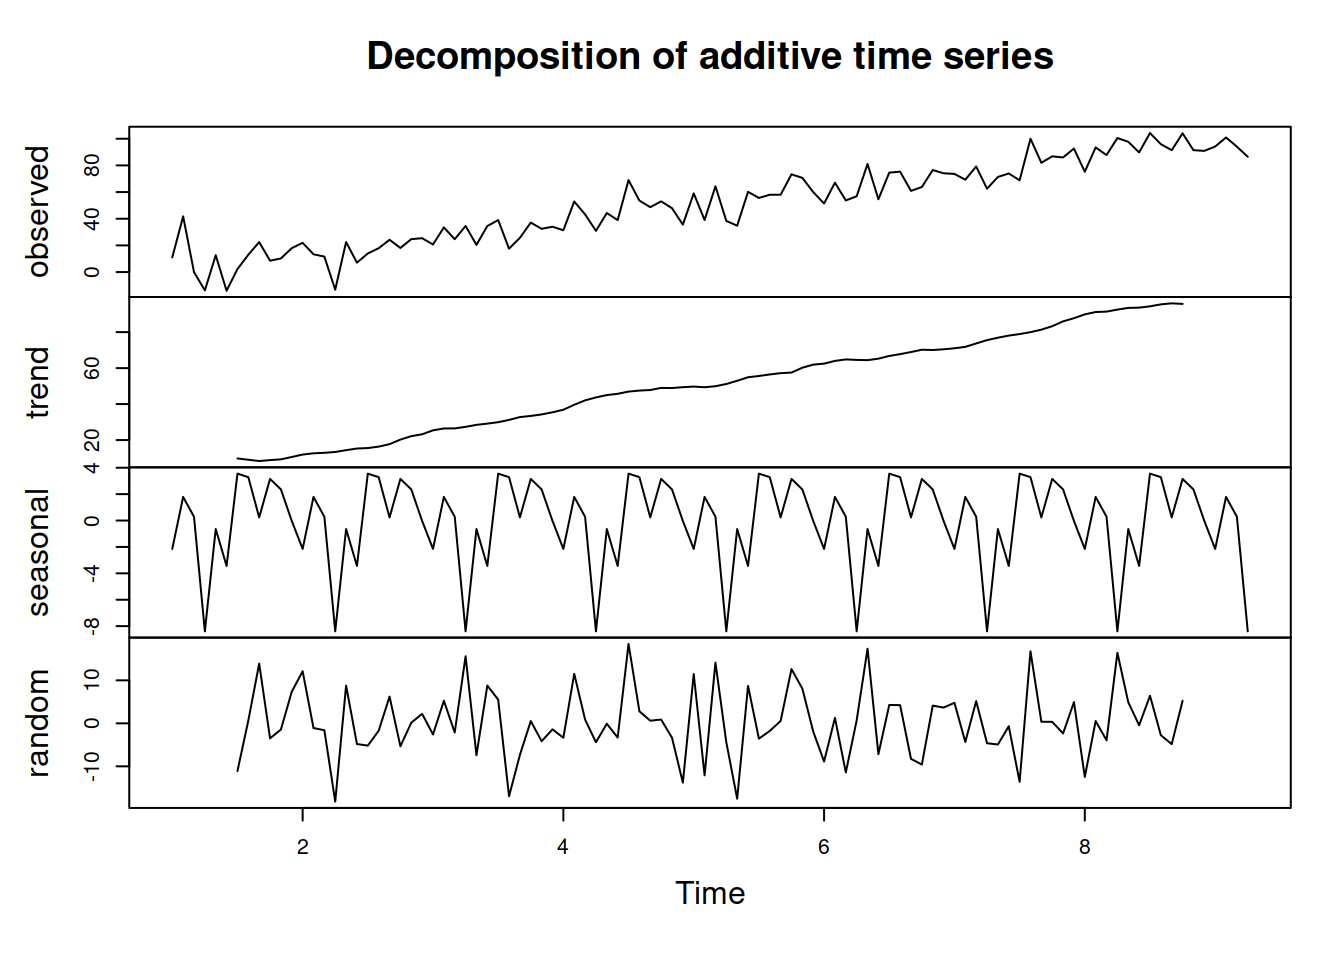 Decomposition of additive time series
observed
0 40 80
trend
20 60
seasonal
-8 -4 0 4
random
-10 0 10
2 4 6 8
Time